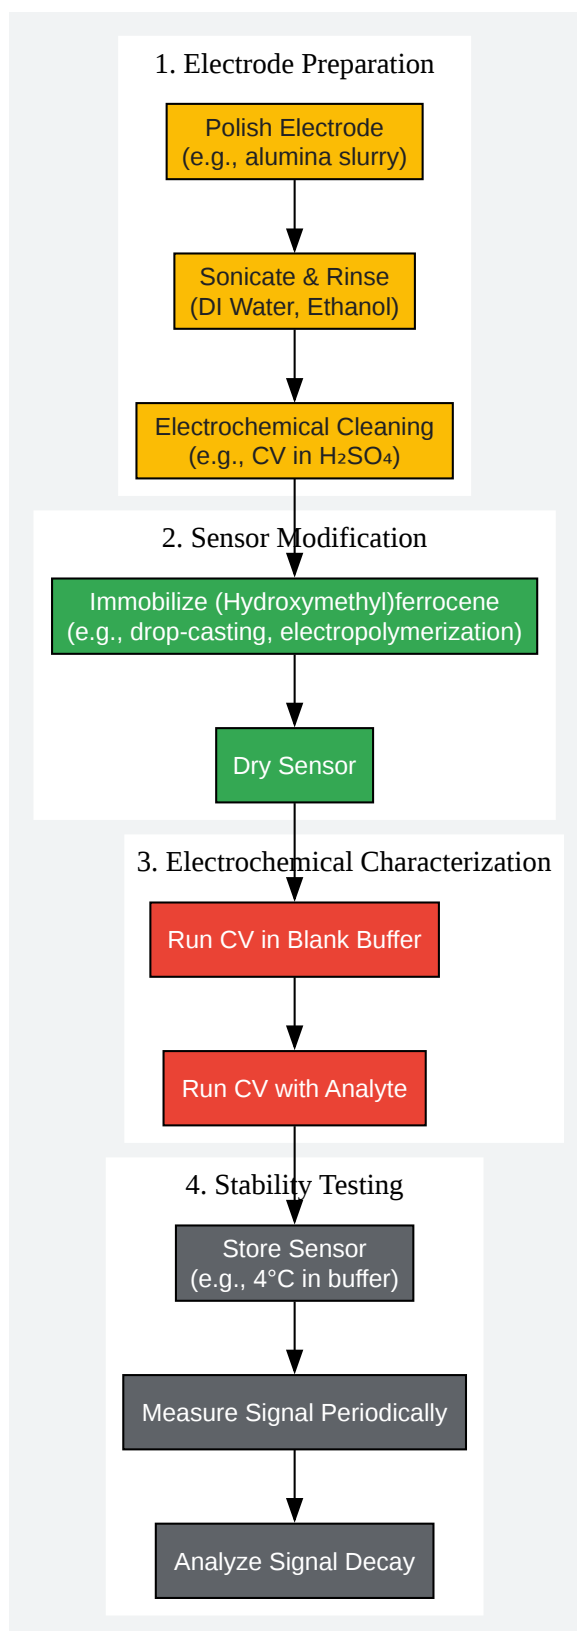 1. Electrode Preparation
Polish Electrode
(e.g., alumina slurry)
Sonicate & Rinse
(DI Water, Ethanol)
Electrochemical Cleaning
(e.g., CV in H₂SO₄)
2. Sensor Modification
Immobilize (Hydroxymethyl)ferrocene
(e.g., drop-casting, electropolymerization)
Dry Sensor
3. Electrochemical Characterization
Run CV in Blank Buffer
Run CV with Analyte
4. Stability Testing
Store Sensor
(e.g., 4°C in buffer)
Measure Signal Periodically
Analyze Signal Decay